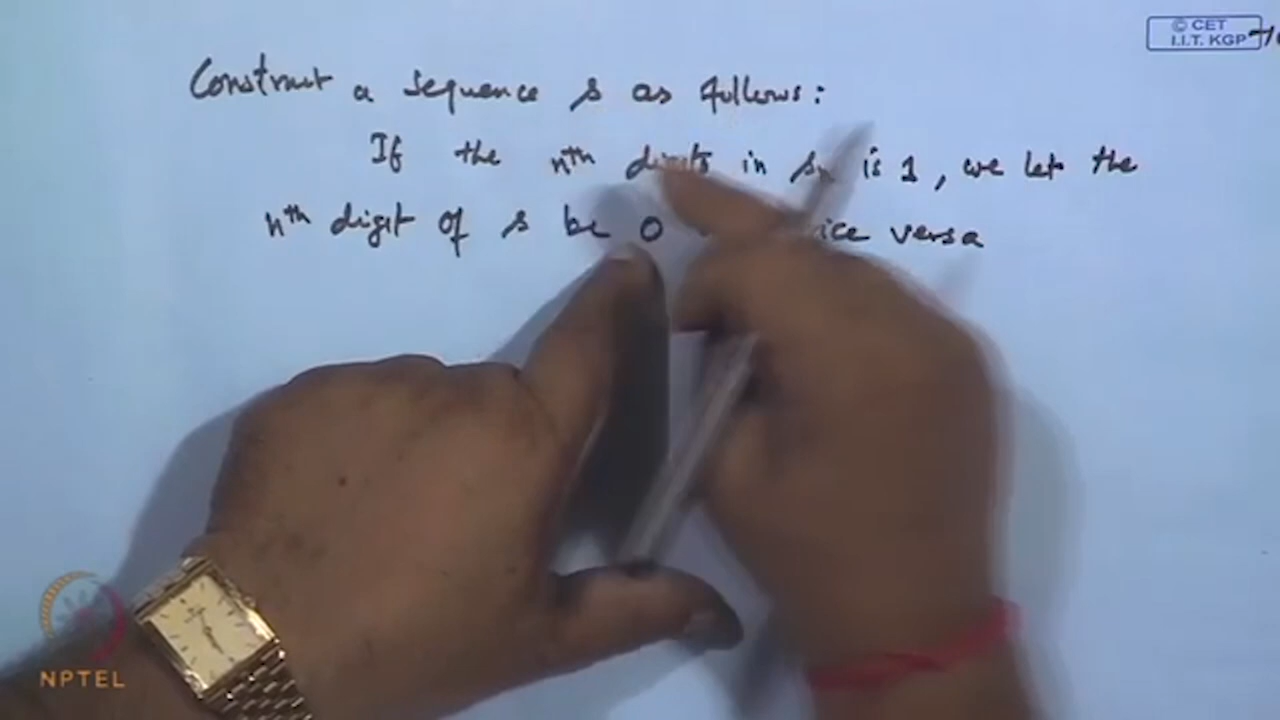 © CET
I.I.T. KGP
Construct a sequence s as follows:
If the nth digits in sn is 1, we let the
nth digit of s be 0 versa
NPTEL